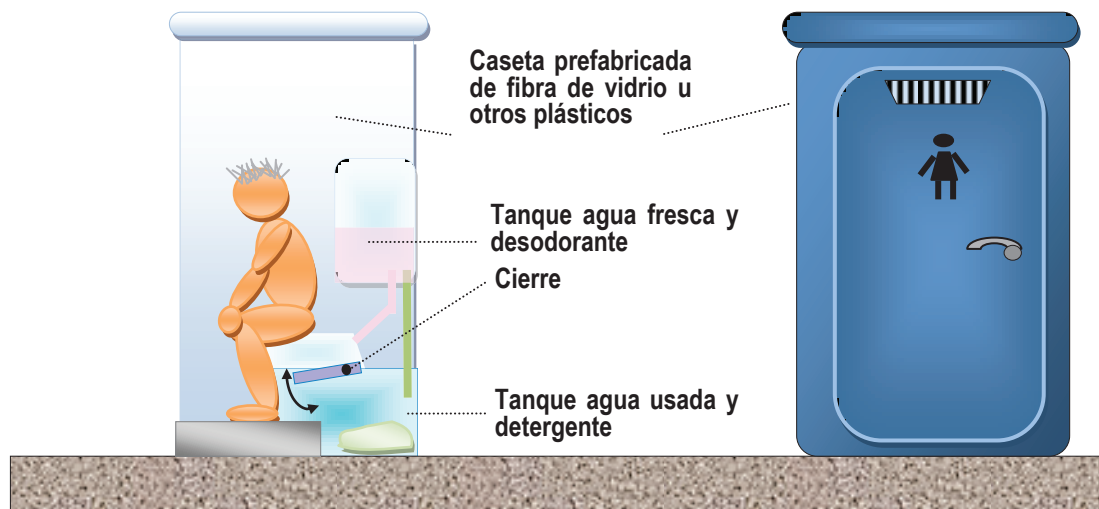 Caseta prefabricada
de fibra de vidrio u
otros plásticos
Tanque agua fresca y
desodorante
Cierre
Tanque agua usada y
detergente